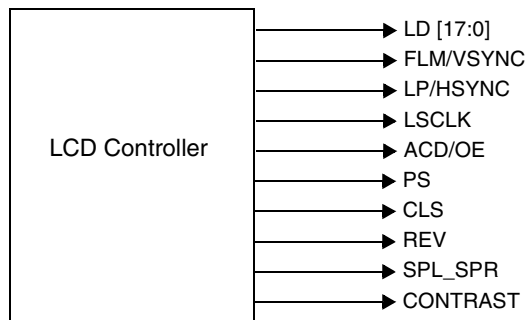 LCD Controller
LD [17:0]
FLM/VSYNC
LP/HSYNC
LSCLK
ACD/OE
PS
CLS
REV
SPL_SPR
CONTRAST